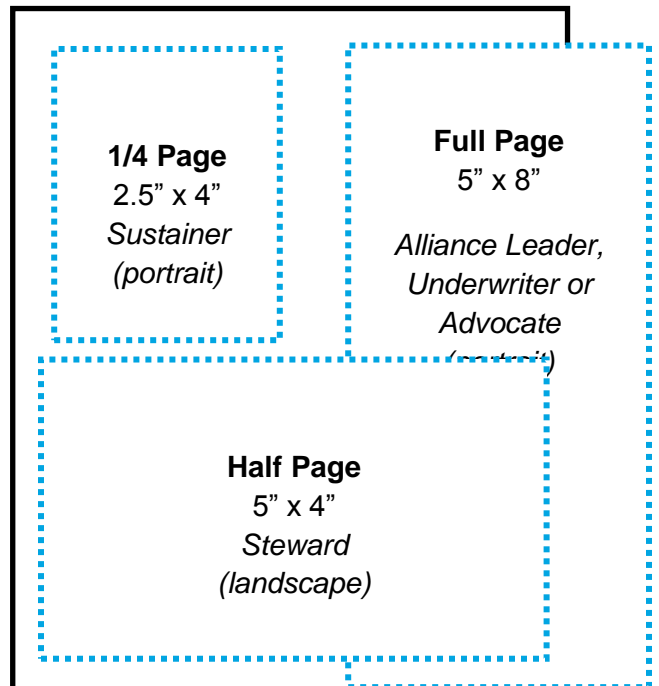 1/4 Page
2.5” x 4”
Sustainer
(portrait)
Full Page
5” x 8”
Alliance Leader,
Underwriter or
Advocate
(portrait)
Half Page
5” x 4”
Steward
(landscape)